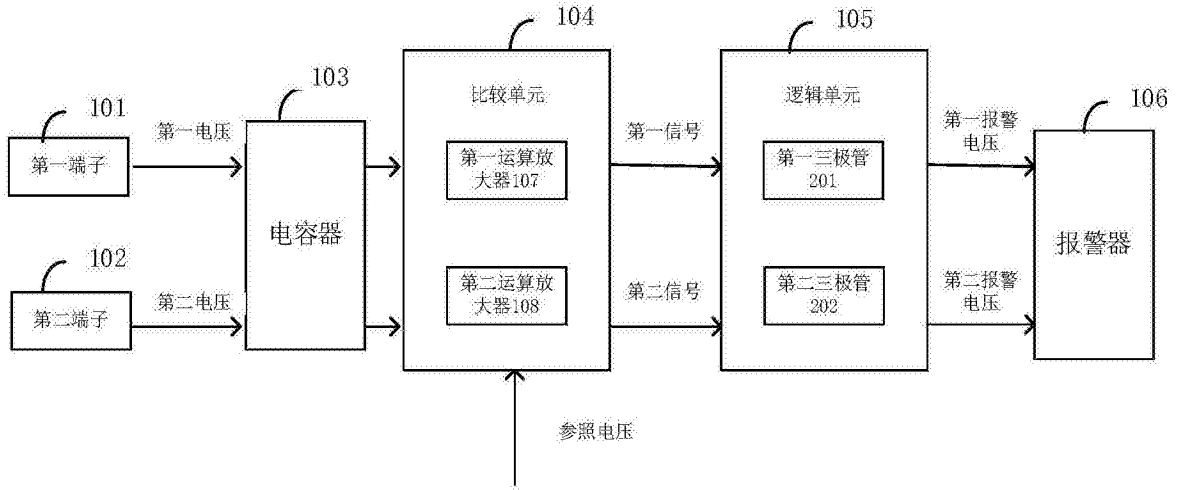 101
第一端子
102
第二端子
第一电压
第二电压
103
电容器
104
比较单元
第一运算放
大器107
第二运算放
大器108
参照电压
第一信号
第二信号
105
逻辑单元
第一三极管
201
第二三极管
202
第一报警
电压
第二报警
电压
106
报警器